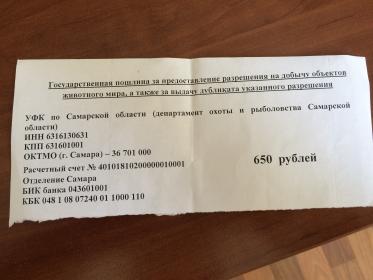 Государственная пошлина за предоставление разрешения на добычу объектов
животного мира, а также за выдачу дубликата указанного разрешения
УФК по Самарской области (департамент охоты и рыболовства Самарской
области)
ИНН 6316130631
КПП 631601001
ОКТМО (г. Самара) – 36 701 000
Расчетный счет № 40101810200000010001
Отделение Самара
БИК банка 043601001
КБК 048 1 08 07240 01 1000 110
650 рублей